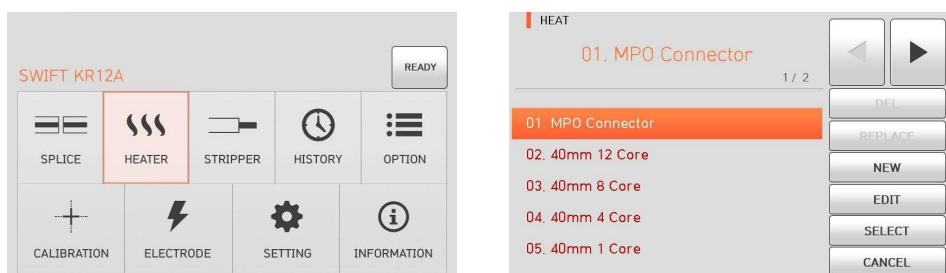 SWIFT KR12A
READY
SPLICE
HEATER
STRIPPER
HISTORY
OPTION
CALIBRATION
ELECTRODE
SETTING
INFORMATION
HEAT
01. MPO Connector
1 / 2
01. MPO Connector
02. 40mm 12 Core
03. 40mm 8 Core
04. 40mm 4 Core
05. 40mm 1 Core
DEL
REPLACE
NEW
EDIT
SELECT
CANCEL